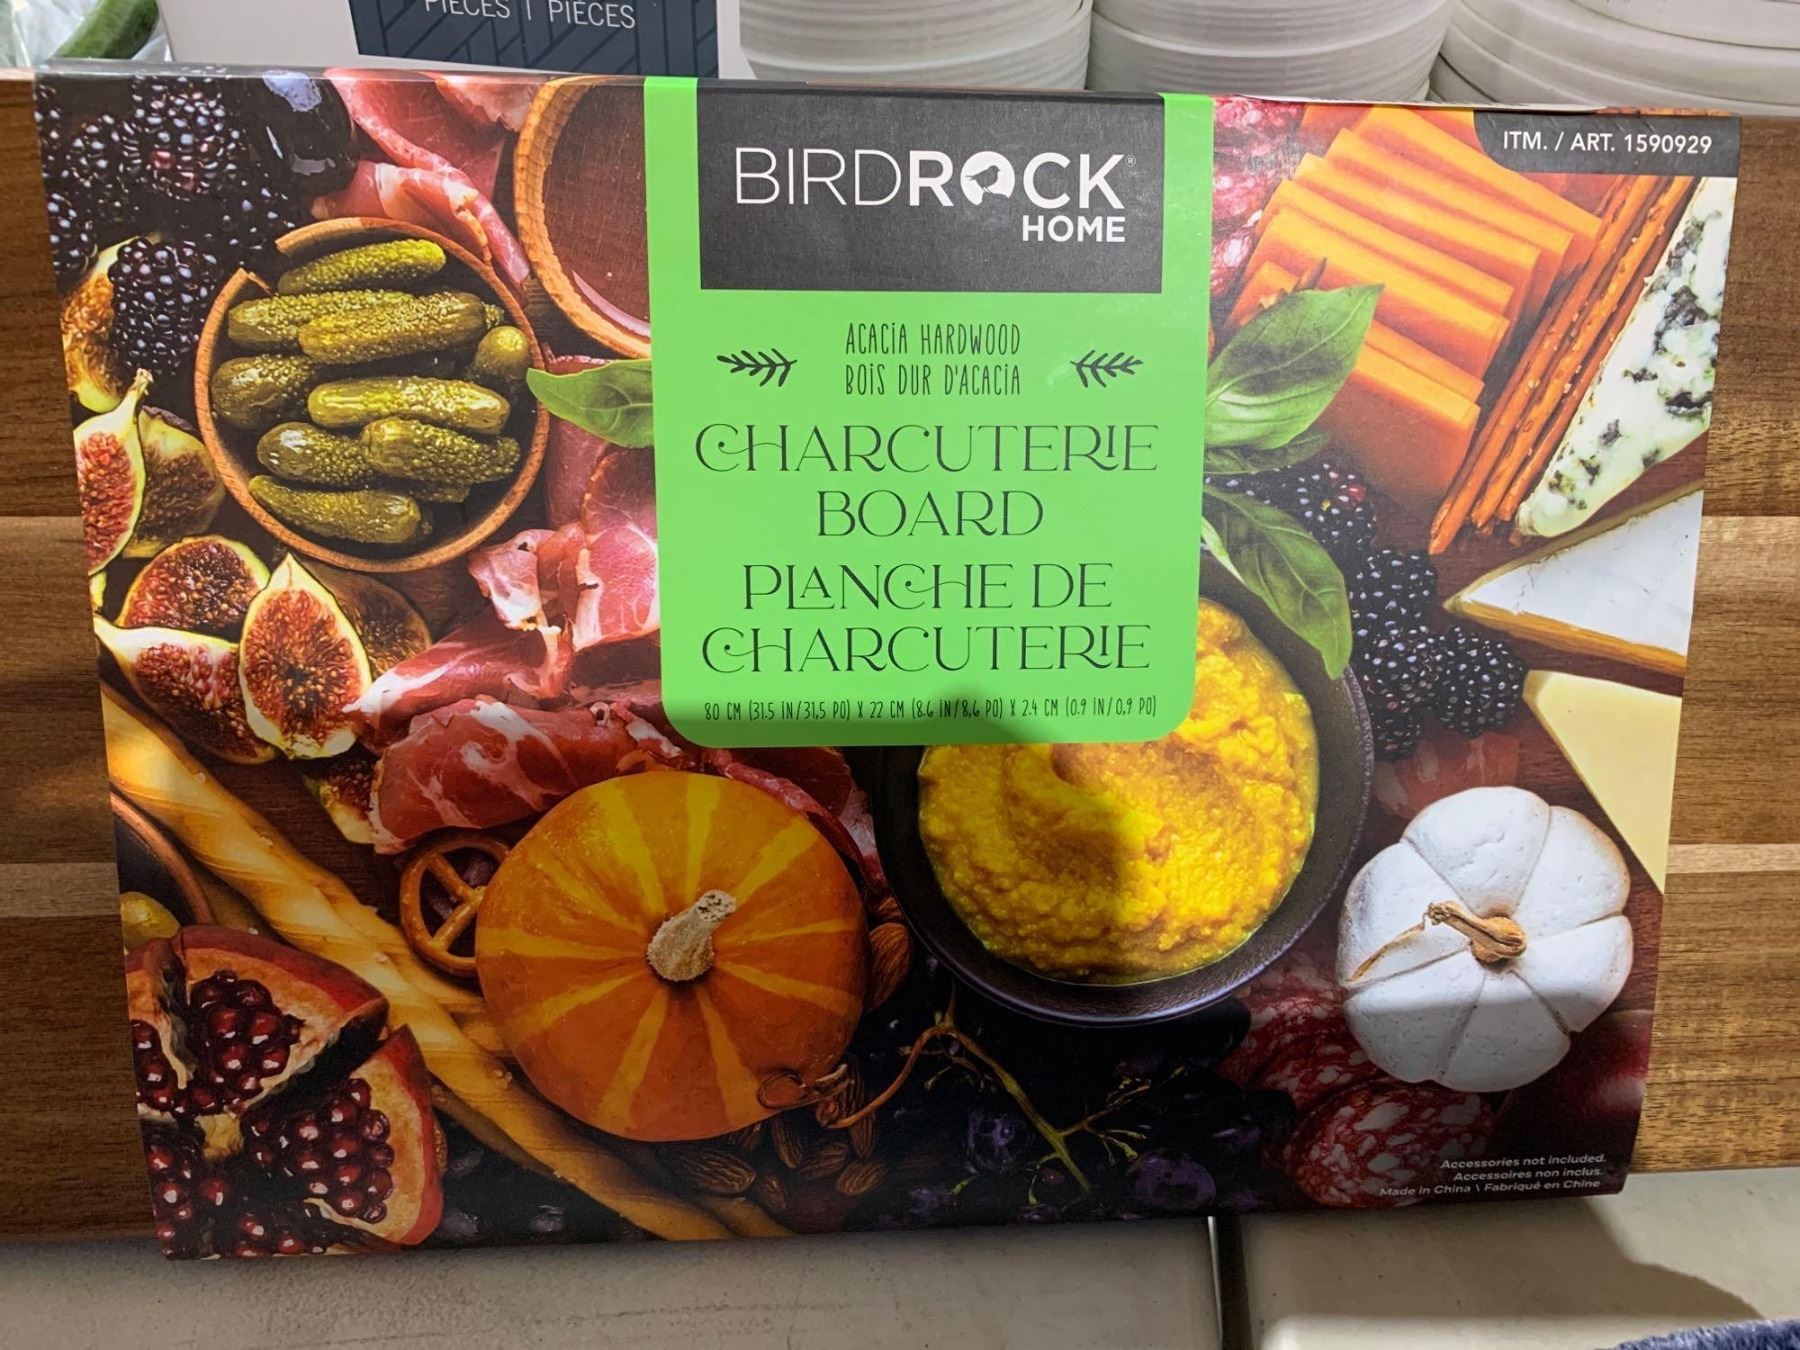 PIECES | PIÈCES
BIRDROCK®
HOME
ITM. / ART. 1590929
ACACIA HARDWOOD
BOIS DUR D'ACACIA
CHARCUTERIE
BOARD
PLANCHE DE
CHARCUTERIE
80 CM (31.5 IN/31,5 PO) X 22 CM (8.6 IN/8,6 PO) X 2.4 CM (0.9 IN/0,9 PO)
Accessories not included.
Accessoires non inclus.
Made in China \ Fabriqué en Chine